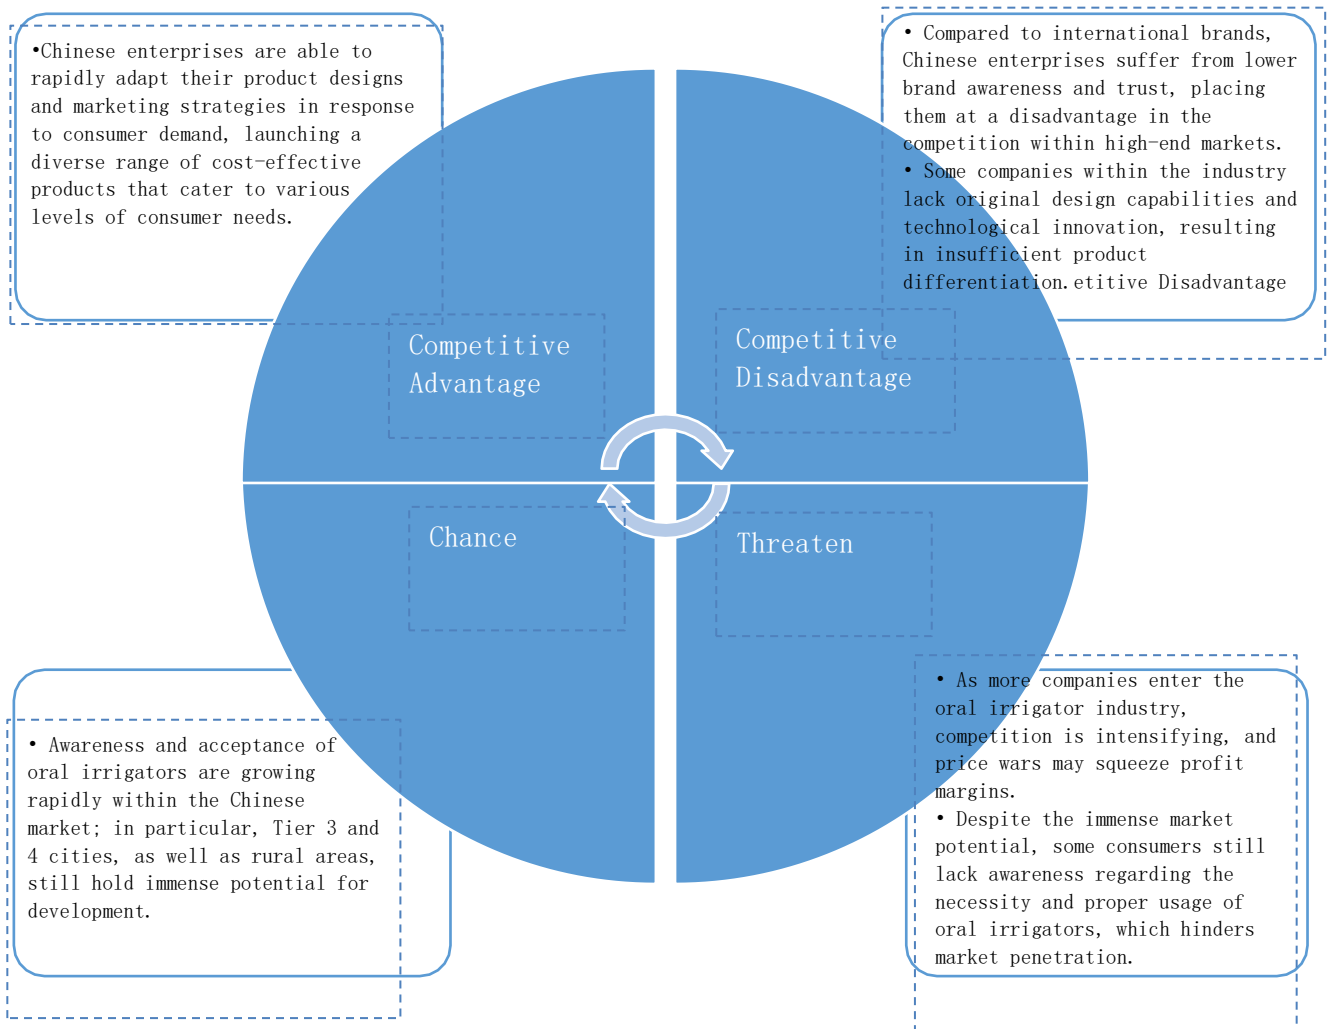 •Chinese enterprises are able to
rapidly adapt their product designs
and marketing strategies in response
to consumer demand, launching a
diverse range of cost-effective
products that cater to various
levels of consumer needs.
• Compared to international brands,
Chinese enterprises suffer from lower
brand awareness and trust, placing
them at a disadvantage in the
competition within high-end markets.
• Some companies within the industry
lack original design capabilities and
technological innovation, resulting
in insufficient product
differentiation.etitive Disadvantage
Competitive
Advantage
Competitive
Disadvantage
Chance
Threaten
• Awareness and acceptance of
oral irrigators are growing
rapidly within the Chinese
market; in particular, Tier 3 and
4 cities, as well as rural areas,
still hold immense potential for
development.
• As more companies enter the
oral irrigator industry,
competition is intensifying, and
price wars may squeeze profit
margins.
• Despite the immense market
potential, some consumers still
lack awareness regarding the
necessity and proper usage of
oral irrigators, which hinders
market penetration.